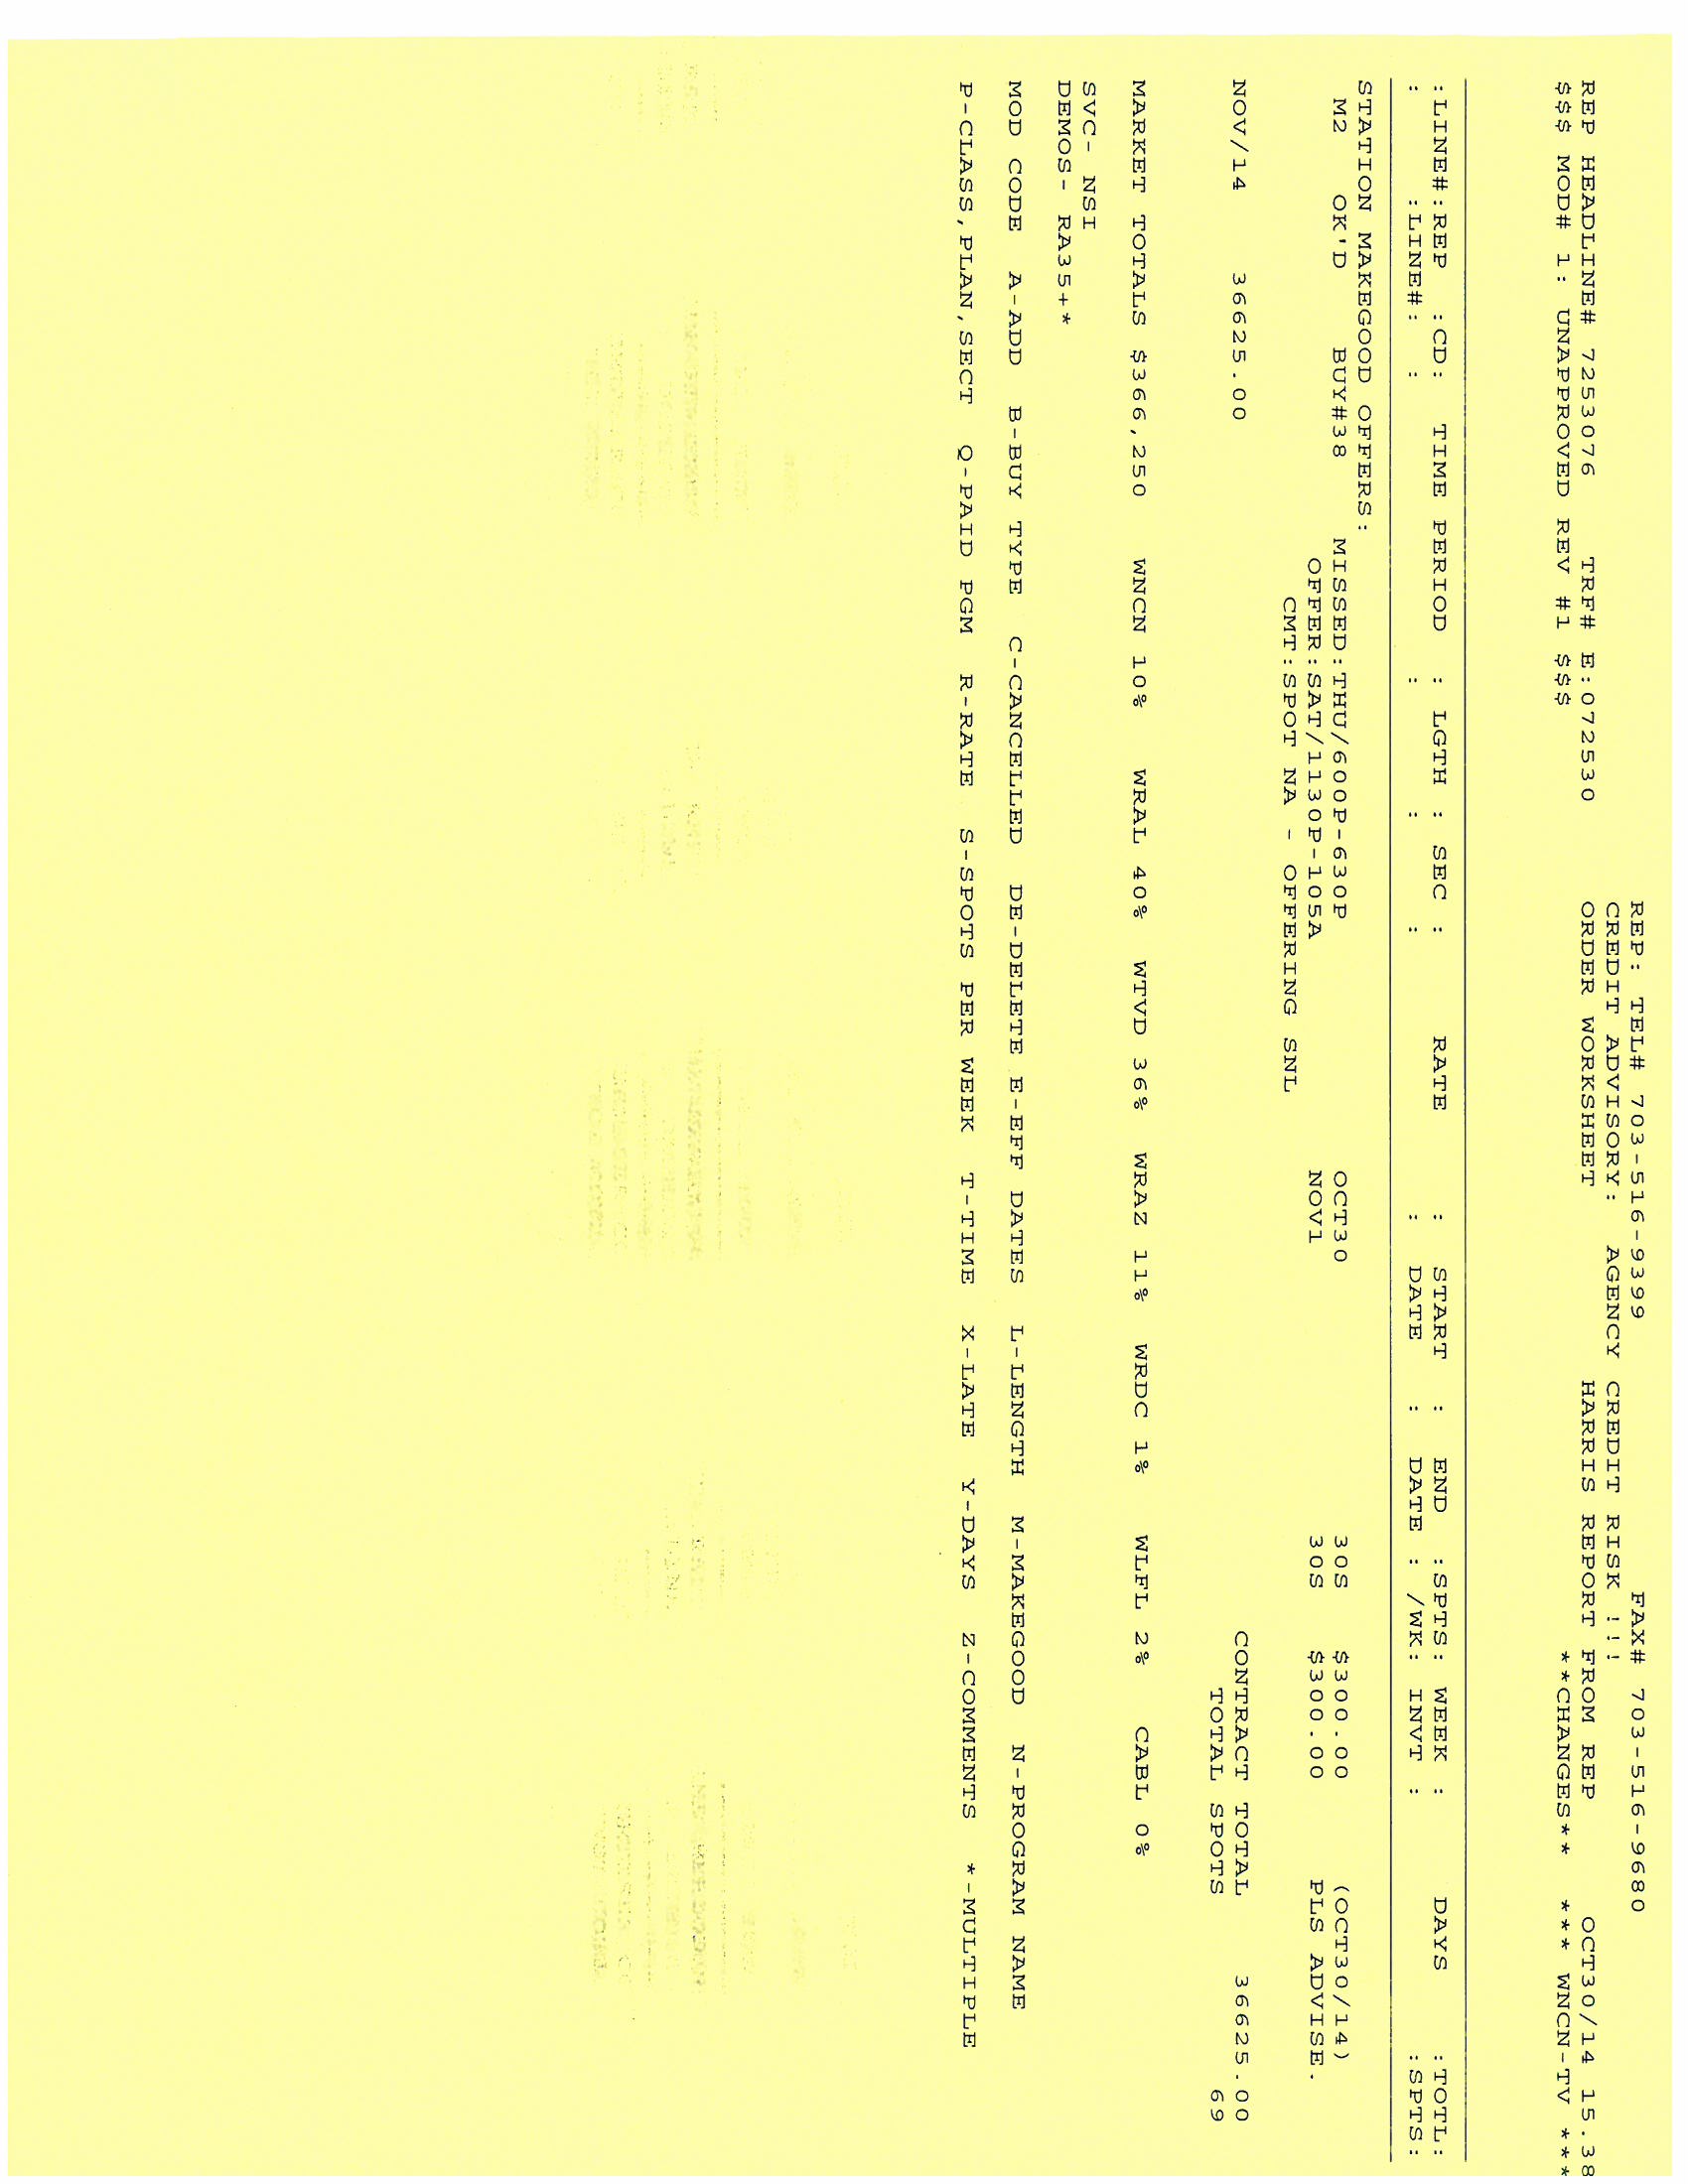 REP: TEL# 703-516-9399 FAX# 703-516-9680
CREDIT ADVISORY: AGENCY CREDIT RISK !!!
REP HEADLINE# 7253076 TRF# E:072530 ORDER WORKSHEET HARRIS REPORT FROM REP OCT30/14 15.38
$$$ MOD# 1: UNAPPROVED REV #1 $$$ **CHANGES** *** WNCN-TV ***
:LINE#:REP :CD: TIME PERIOD : LGTH : SEC : RATE : START : END :SPTS: WEEK : DAYS :TOTL:
: :LINE#: : : : : : DATE : DATE : /WK: INVT : :SPTS:
STATION MAKEGOOD OFFERS:
M2 OK'D BUY#38 MISSED:THU/600P-630P OCT30 30S $300.00 (OCT30/14)
OFFER:SAT/1130P-105A NOV1 30S $300.00 PLS ADVISE.
CMT:SPOT NA - OFFERING SNL
NOV/14 36625.00 CONTRACT TOTAL 36625.00
TOTAL SPOTS 69
MARKET TOTALS $366,250 WNCN 10% WRAL 40% WTVD 36% WRAZ 11% WRDC 1% WLFL 2% CABL 0%
SVC- NSI
DEMOS- RA35+*
MOD CODE A-ADD B-BUY TYPE C-CANCELLED DE-DELETE E-EFF DATES L-LENGTH M-MAKEGOOD N-PROGRAM NAME
P-CLASS,PLAN,SECT Q-PAID PGM R-RATE S-SPOTS PER WEEK T-TIME X-LATE Y-DAYS Z-COMMENTS *-MULTIPLE